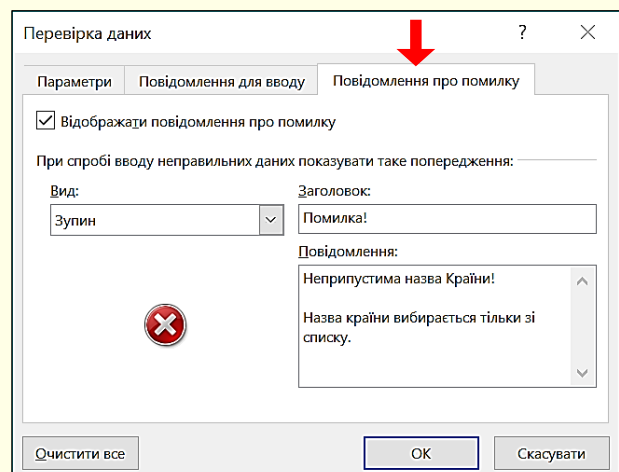 Перевірка даних ?
Параметри Повідомлення для вводу Повідомлення про помилку
Відображати повідомлення про помилку
При спробі вводу неправильних даних показувати таке попередження:
Вид: Заголовок:
Зупин Помилка!
Повідомлення:
Неприпустима назва Країни!
Назва країни вибирається тільки зі
списку.
Очистити все ОК Скасувати